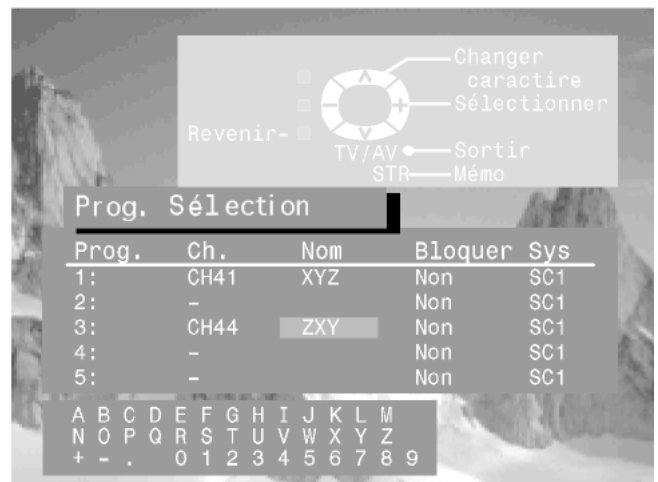 Changer
caractire
Sélectionner
Revenir-
TV/AV Sortir
STR Mémo
Prog. Sélection
Prog. Ch. Nom Bloquer Sys
1: CH41 XYZ Non SC1
2: - Non SC1
3: CH44 ZXY Non SC1
4: - Non SC1
5: - Non SC1
A B C D E F G H I J K L M
N O P Q R S T U V W X Y Z
+ - . 0 1 2 3 4 5 6 7 8 9